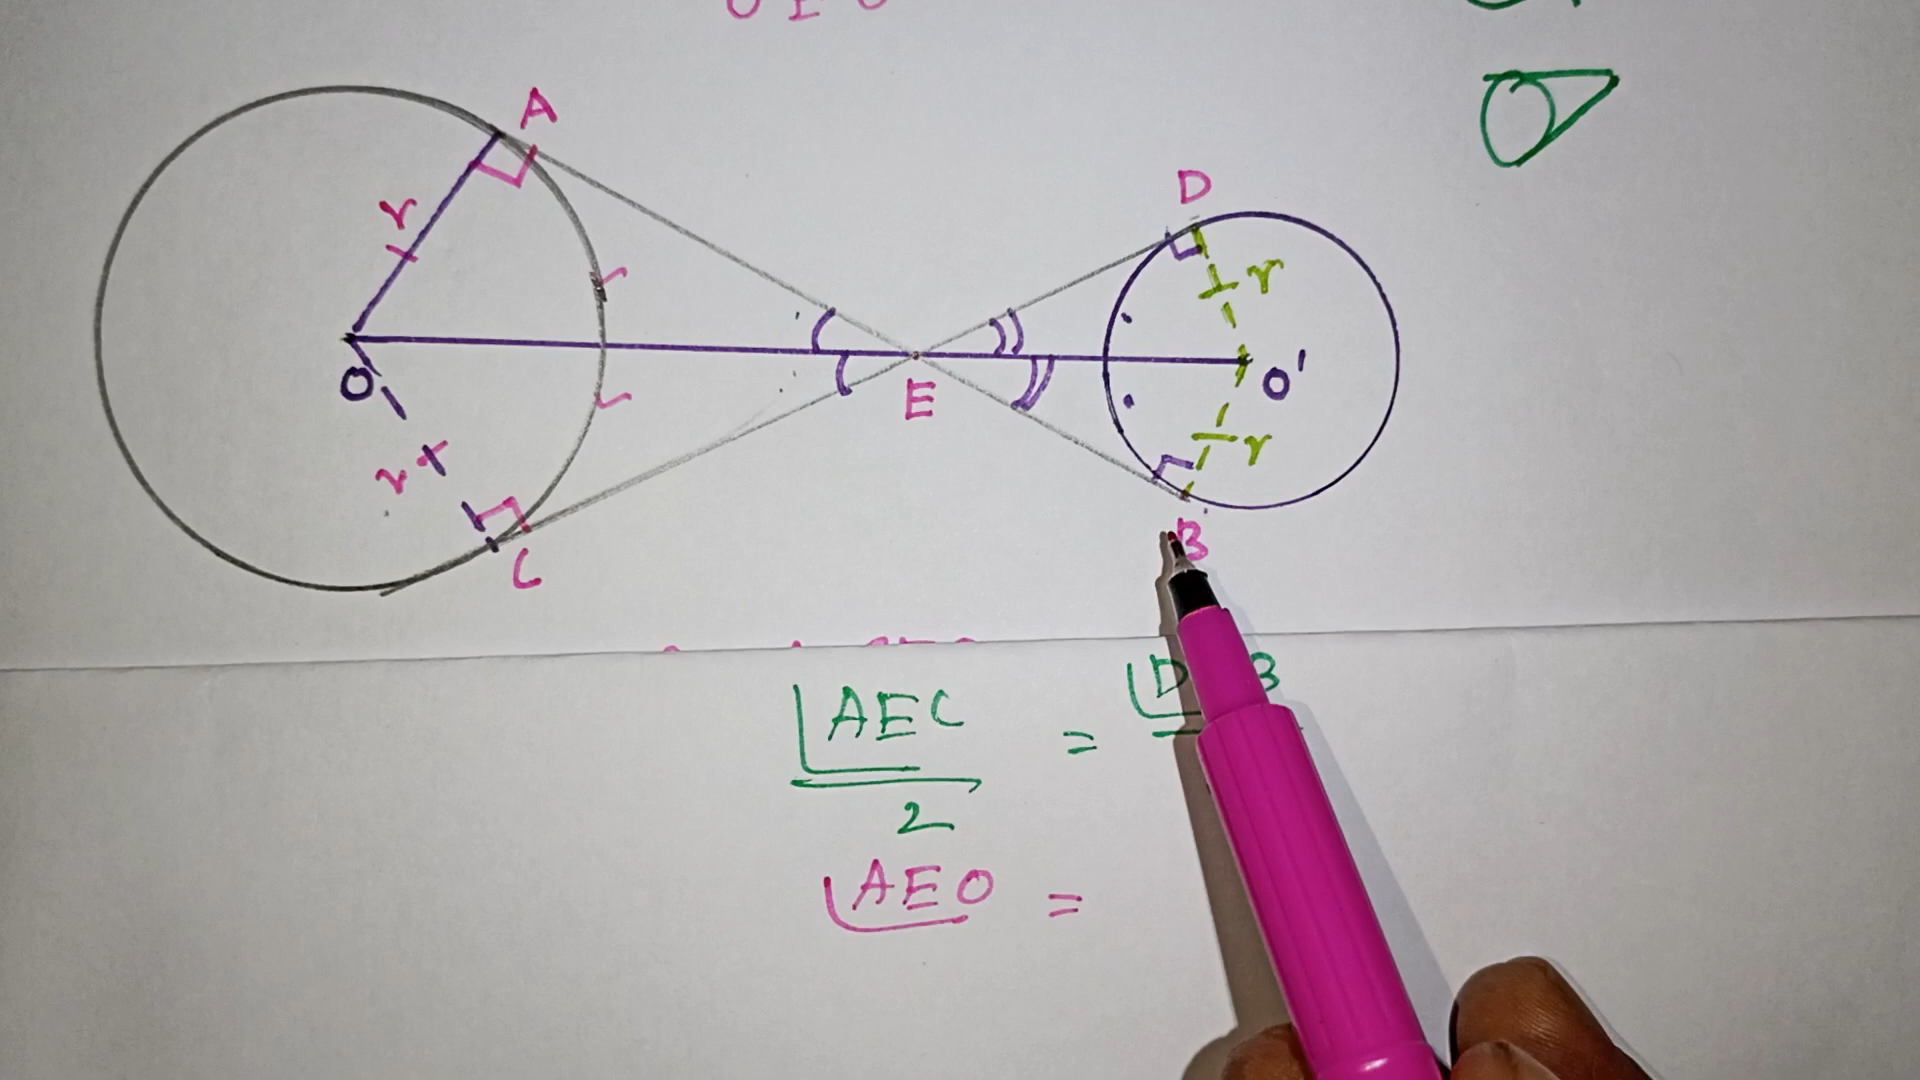 A
D
r
r
O
E
O'
r
r
C
B
∠AEC/2 =
∠AEO =